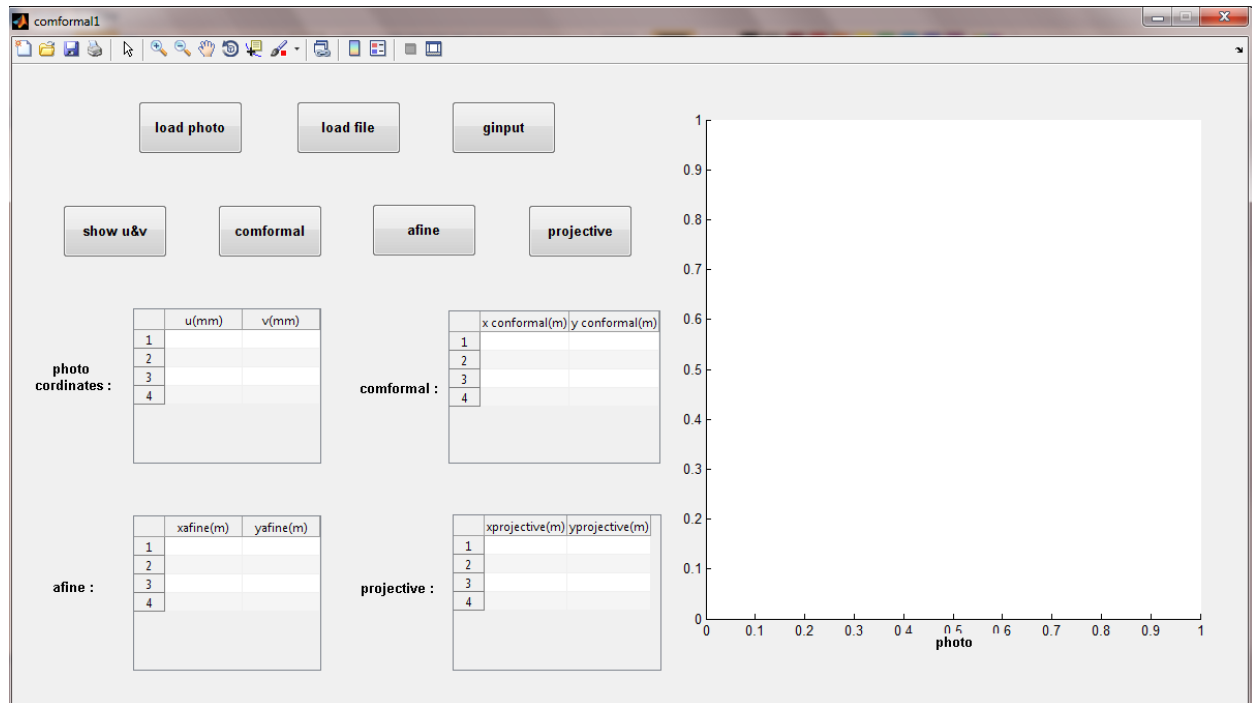 comformal1
load photo
load file
ginput
show u&v
comformal
afine
projective
photo
cordinates :
u(mm) v(mm)
1
2
3
4
comformal :
x conformal(m) y conformal(m)
1
2
3
4
afine :
xafine(m) yafine(m)
1
2
3
4
projective :
xprojective(m) yprojective(m)
1
2
3
4
1
0.9
0.8
0.7
0.6
0.5
0.4
0.3
0.2
0.1
0
0 0.1 0.2 0.3 0.4 0.5 0.6 0.7 0.8 0.9 1
photo